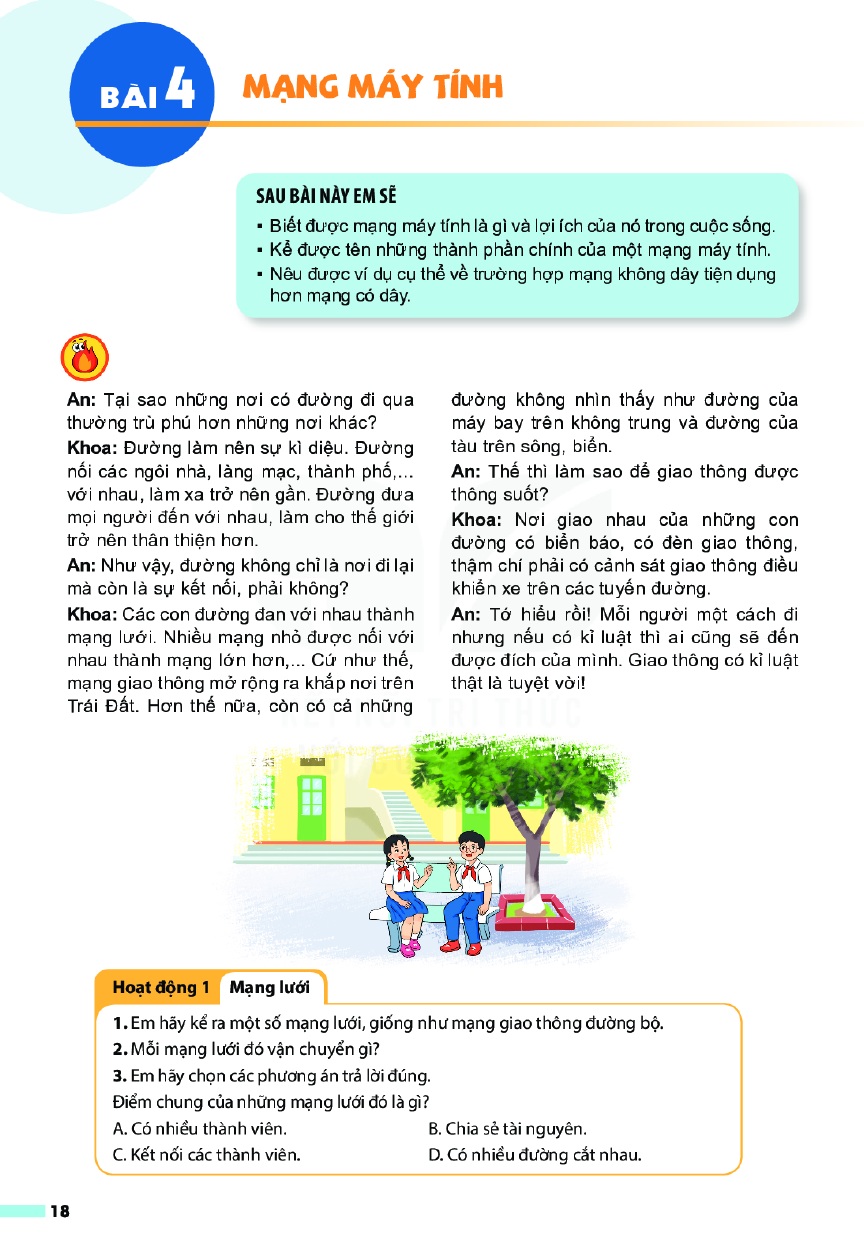 BÀI 4
MẠNG MÁY TÍNH
SAU BÀI NÀY EM SẼ
▪ Biết được mạng máy tính là gì và lợi ích của nó trong cuộc sống.
▪ Kể được tên những thành phần chính của một mạng máy tính.
▪ Nêu được ví dụ cụ thể về trường hợp mạng không dây tiện dụng
hơn mạng có dây.
An: Tại sao những nơi có đường đi qua
thường trù phú hơn những nơi khác?
Khoa: Đường làm nên sự kì diệu. Đường
nối các ngôi nhà, làng mạc, thành phố,...
với nhau, làm xa trở nên gần. Đường đưa
mọi người đến với nhau, làm cho thế giới
trở nên thân thiện hơn.
An: Như vậy, đường không chỉ là nơi đi lại
mà còn là sự kết nối, phải không?
Khoa: Các con đường đan với nhau thành
mạng lưới. Nhiều mạng nhỏ được nối với
nhau thành mạng lớn hơn,... Cứ như thế,
mạng giao thông mở rộng ra khắp nơi trên
Trái Đất. Hơn thế nữa, còn có cả những
đường không nhìn thấy như đường của
máy bay trên không trung và đường của
tàu trên sông, biển.
An: Thế thì làm sao để giao thông được
thông suốt?
Khoa: Nơi giao nhau của những con
đường có biển báo, có đèn giao thông,
thậm chí phải có cảnh sát giao thông điều
khiển xe trên các tuyến đường.
An: Tớ hiểu rồi! Mỗi người một cách đi
nhưng nếu có kỉ luật thì ai cũng sẽ đến
được đích của mình. Giao thông có kỉ luật
thật là tuyệt vời!
KẾT NỐI TRI THỨC
Hoạt động 1 Mạng lưới
1. Em hãy kể ra một số mạng lưới, giống như mạng giao thông đường bộ.
2. Mỗi mạng lưới đó vận chuyển gì?
3. Em hãy chọn các phương án trả lời đúng.
Điểm chung của những mạng lưới đó là gì?
A. Có nhiều thành viên. B. Chia sẻ tài nguyên.
C. Kết nối các thành viên. D. Có nhiều đường cắt nhau.
18